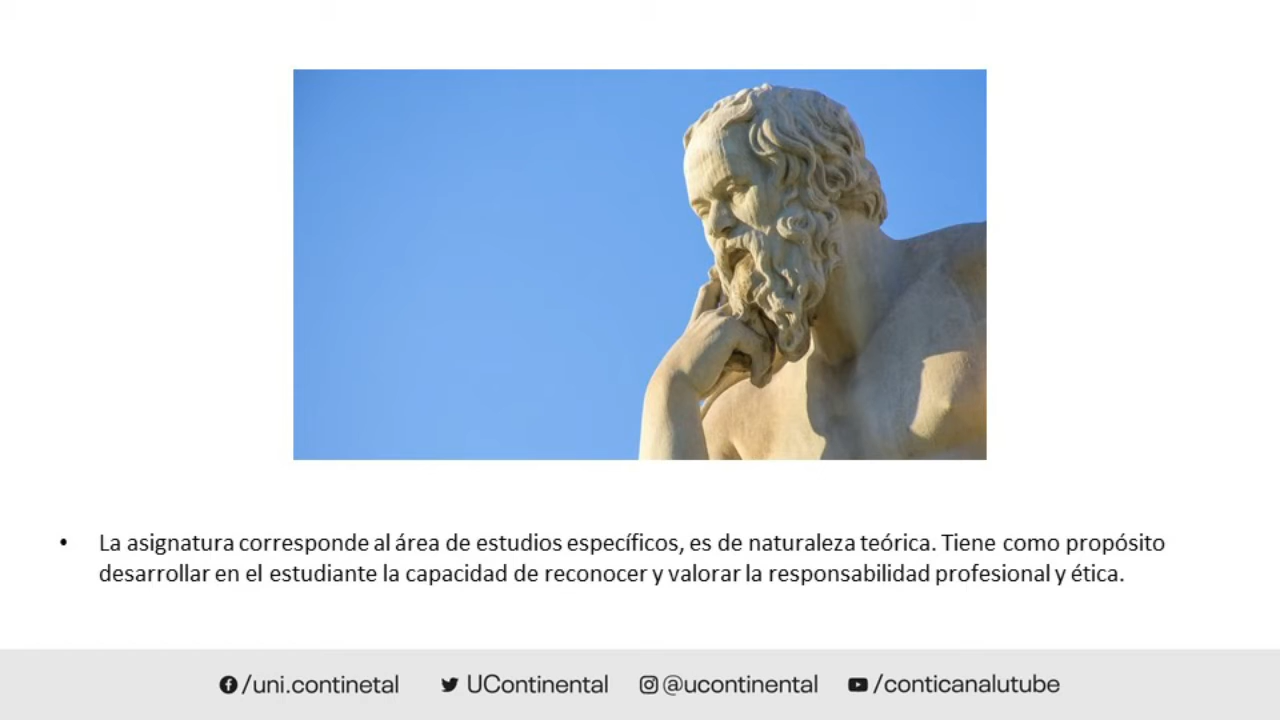 • La asignatura corresponde al área de estudios específicos, es de naturaleza teórica. Tiene como propósito
desarrollar en el estudiante la capacidad de reconocer y valorar la responsabilidad profesional y ética.
/uni.continetal UContinental @ucontinental /conticanalutube